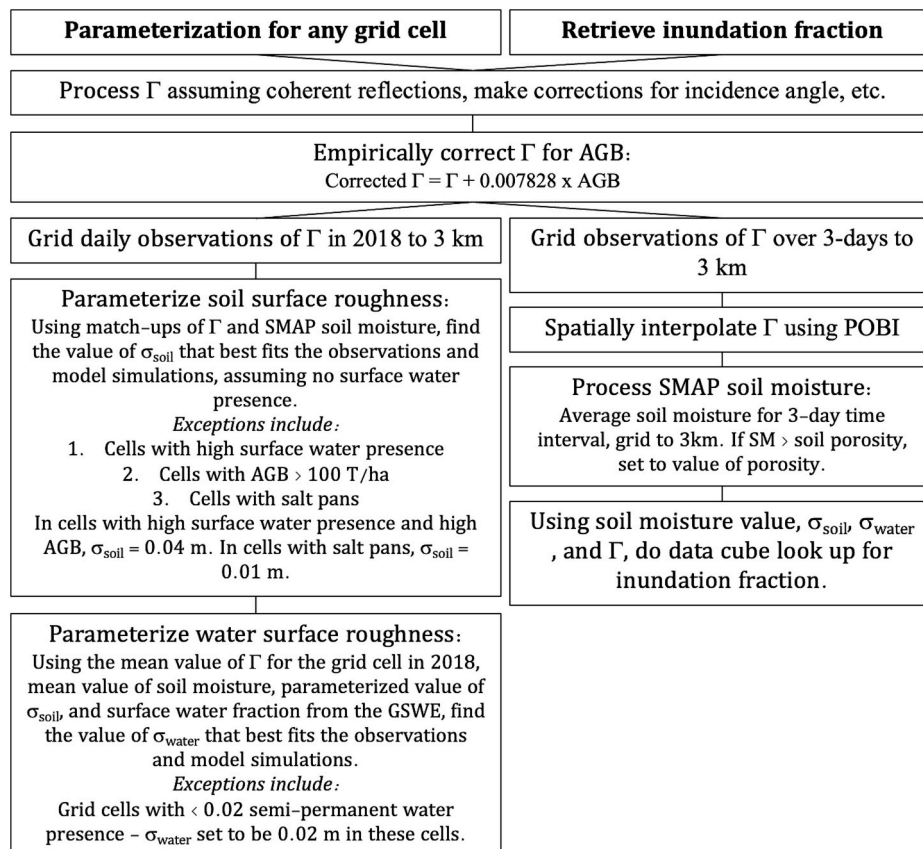 Parameterization for any grid cell
Retrieve inundation fraction
Process Γ assuming coherent reflections, make corrections for incidence angle, etc.
Empirically correct Γ for AGB:
Corrected Γ = Γ + 0.007828 x AGB
Grid daily observations of Γ in 2018 to 3 km
Parameterize soil surface roughness:
Using match-ups of Γ and SMAP soil moisture, find
the value of σsoil that best fits the observations and
model simulations, assuming no surface water
presence.
Exceptions include:
1. Cells with high surface water presence
2. Cells with AGB > 100 T/ha
3. Cells with salt pans
In cells with high surface water presence and high
AGB, σsoil = 0.04 m. In cells with salt pans, σsoil =
0.01 m.
Parameterize water surface roughness:
Using the mean value of Γ for the grid cell in 2018,
mean value of soil moisture, parameterized value of
σsoil, and surface water fraction from the GSWE, find
the value of σwater that best fits the observations
and model simulations.
Exceptions include:
Grid cells with < 0.02 semi-permanent water
presence – σwater set to be 0.02 m in these cells.
Grid observations of Γ over 3-days to
3 km
Spatially interpolate Γ using POBI
Process SMAP soil moisture:
Average soil moisture for 3-day time
interval, grid to 3km. If SM > soil porosity,
set to value of porosity.
Using soil moisture value, σsoil, σwater
, and Γ, do data cube look up for
inundation fraction.